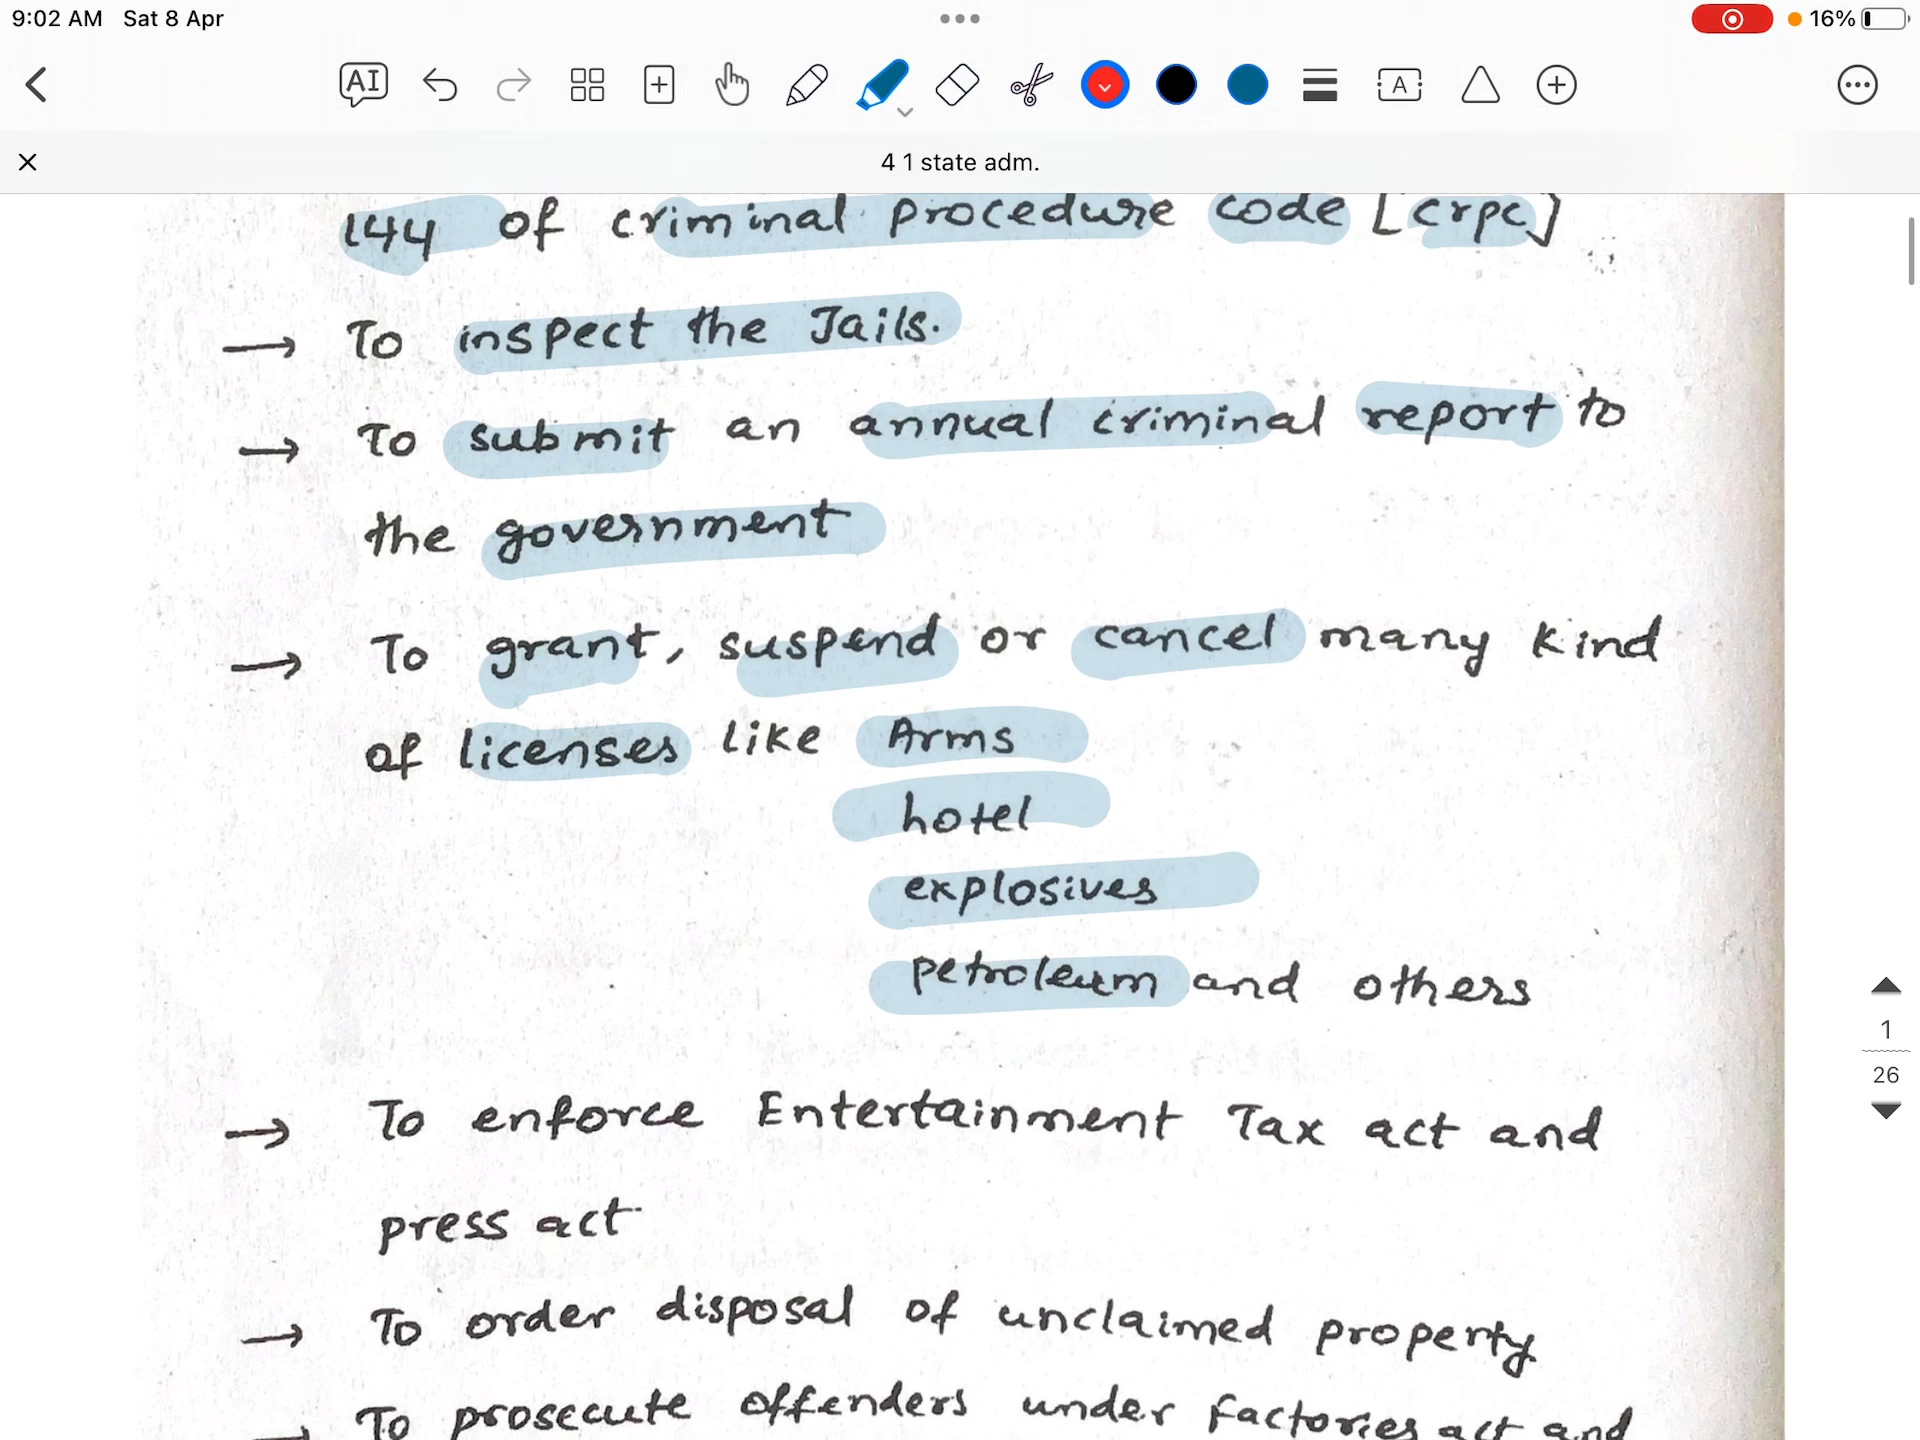 9:02 AM Sat 8 Apr
16%
AI
A
4 1 state adm.
144 of criminal procedure code [crpc]
→ To inspect the Jails.
→ To submit an annual criminal report to
the government
→ To grant, suspend or cancel many kind
of licenses like Arms
hotel
explosives
petroleum and others
1
26
→ To enforce Entertainment Tax act and
press act
→ To order disposal of unclaimed property
→ To prosecute offenders under factories act and